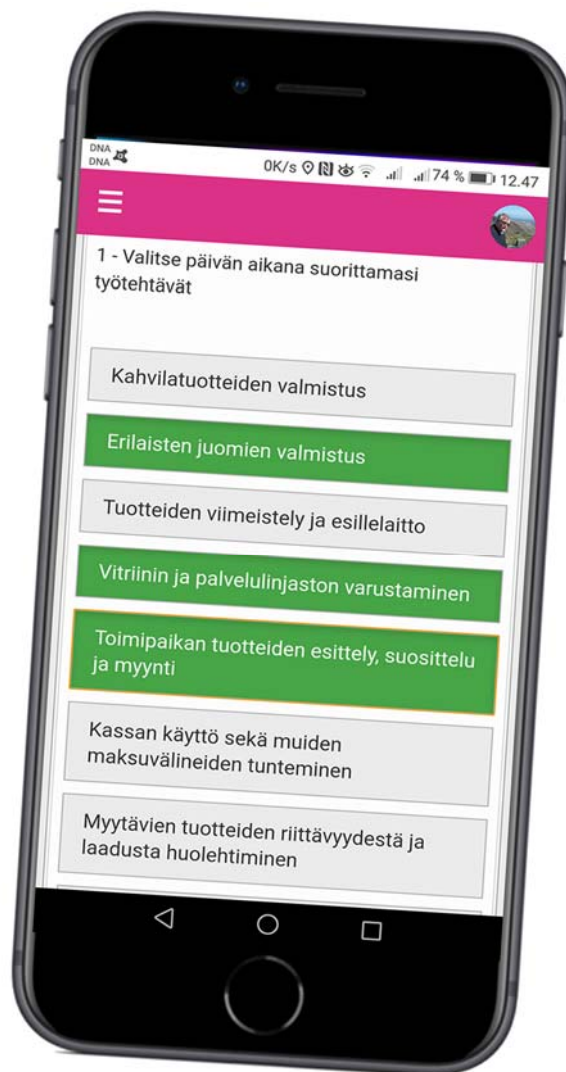 DNA
DNA
0K/s 74 % 12.47
1 - Valitse päivän aikana suorittamasi
työtehtävät
Kahvilatuotteiden valmistus
Erilaisten juomien valmistus
Tuotteiden viimeistely ja esillelaitto
Vitriinin ja palvelulinjaston varustaminen
Toimipaikan tuotteiden esittely, suosittelu
ja myynti
Kassan käyttö sekä muiden
maksuvälineiden tunteminen
Myytävien tuotteiden riittävyydestä ja
laadusta huolehtiminen